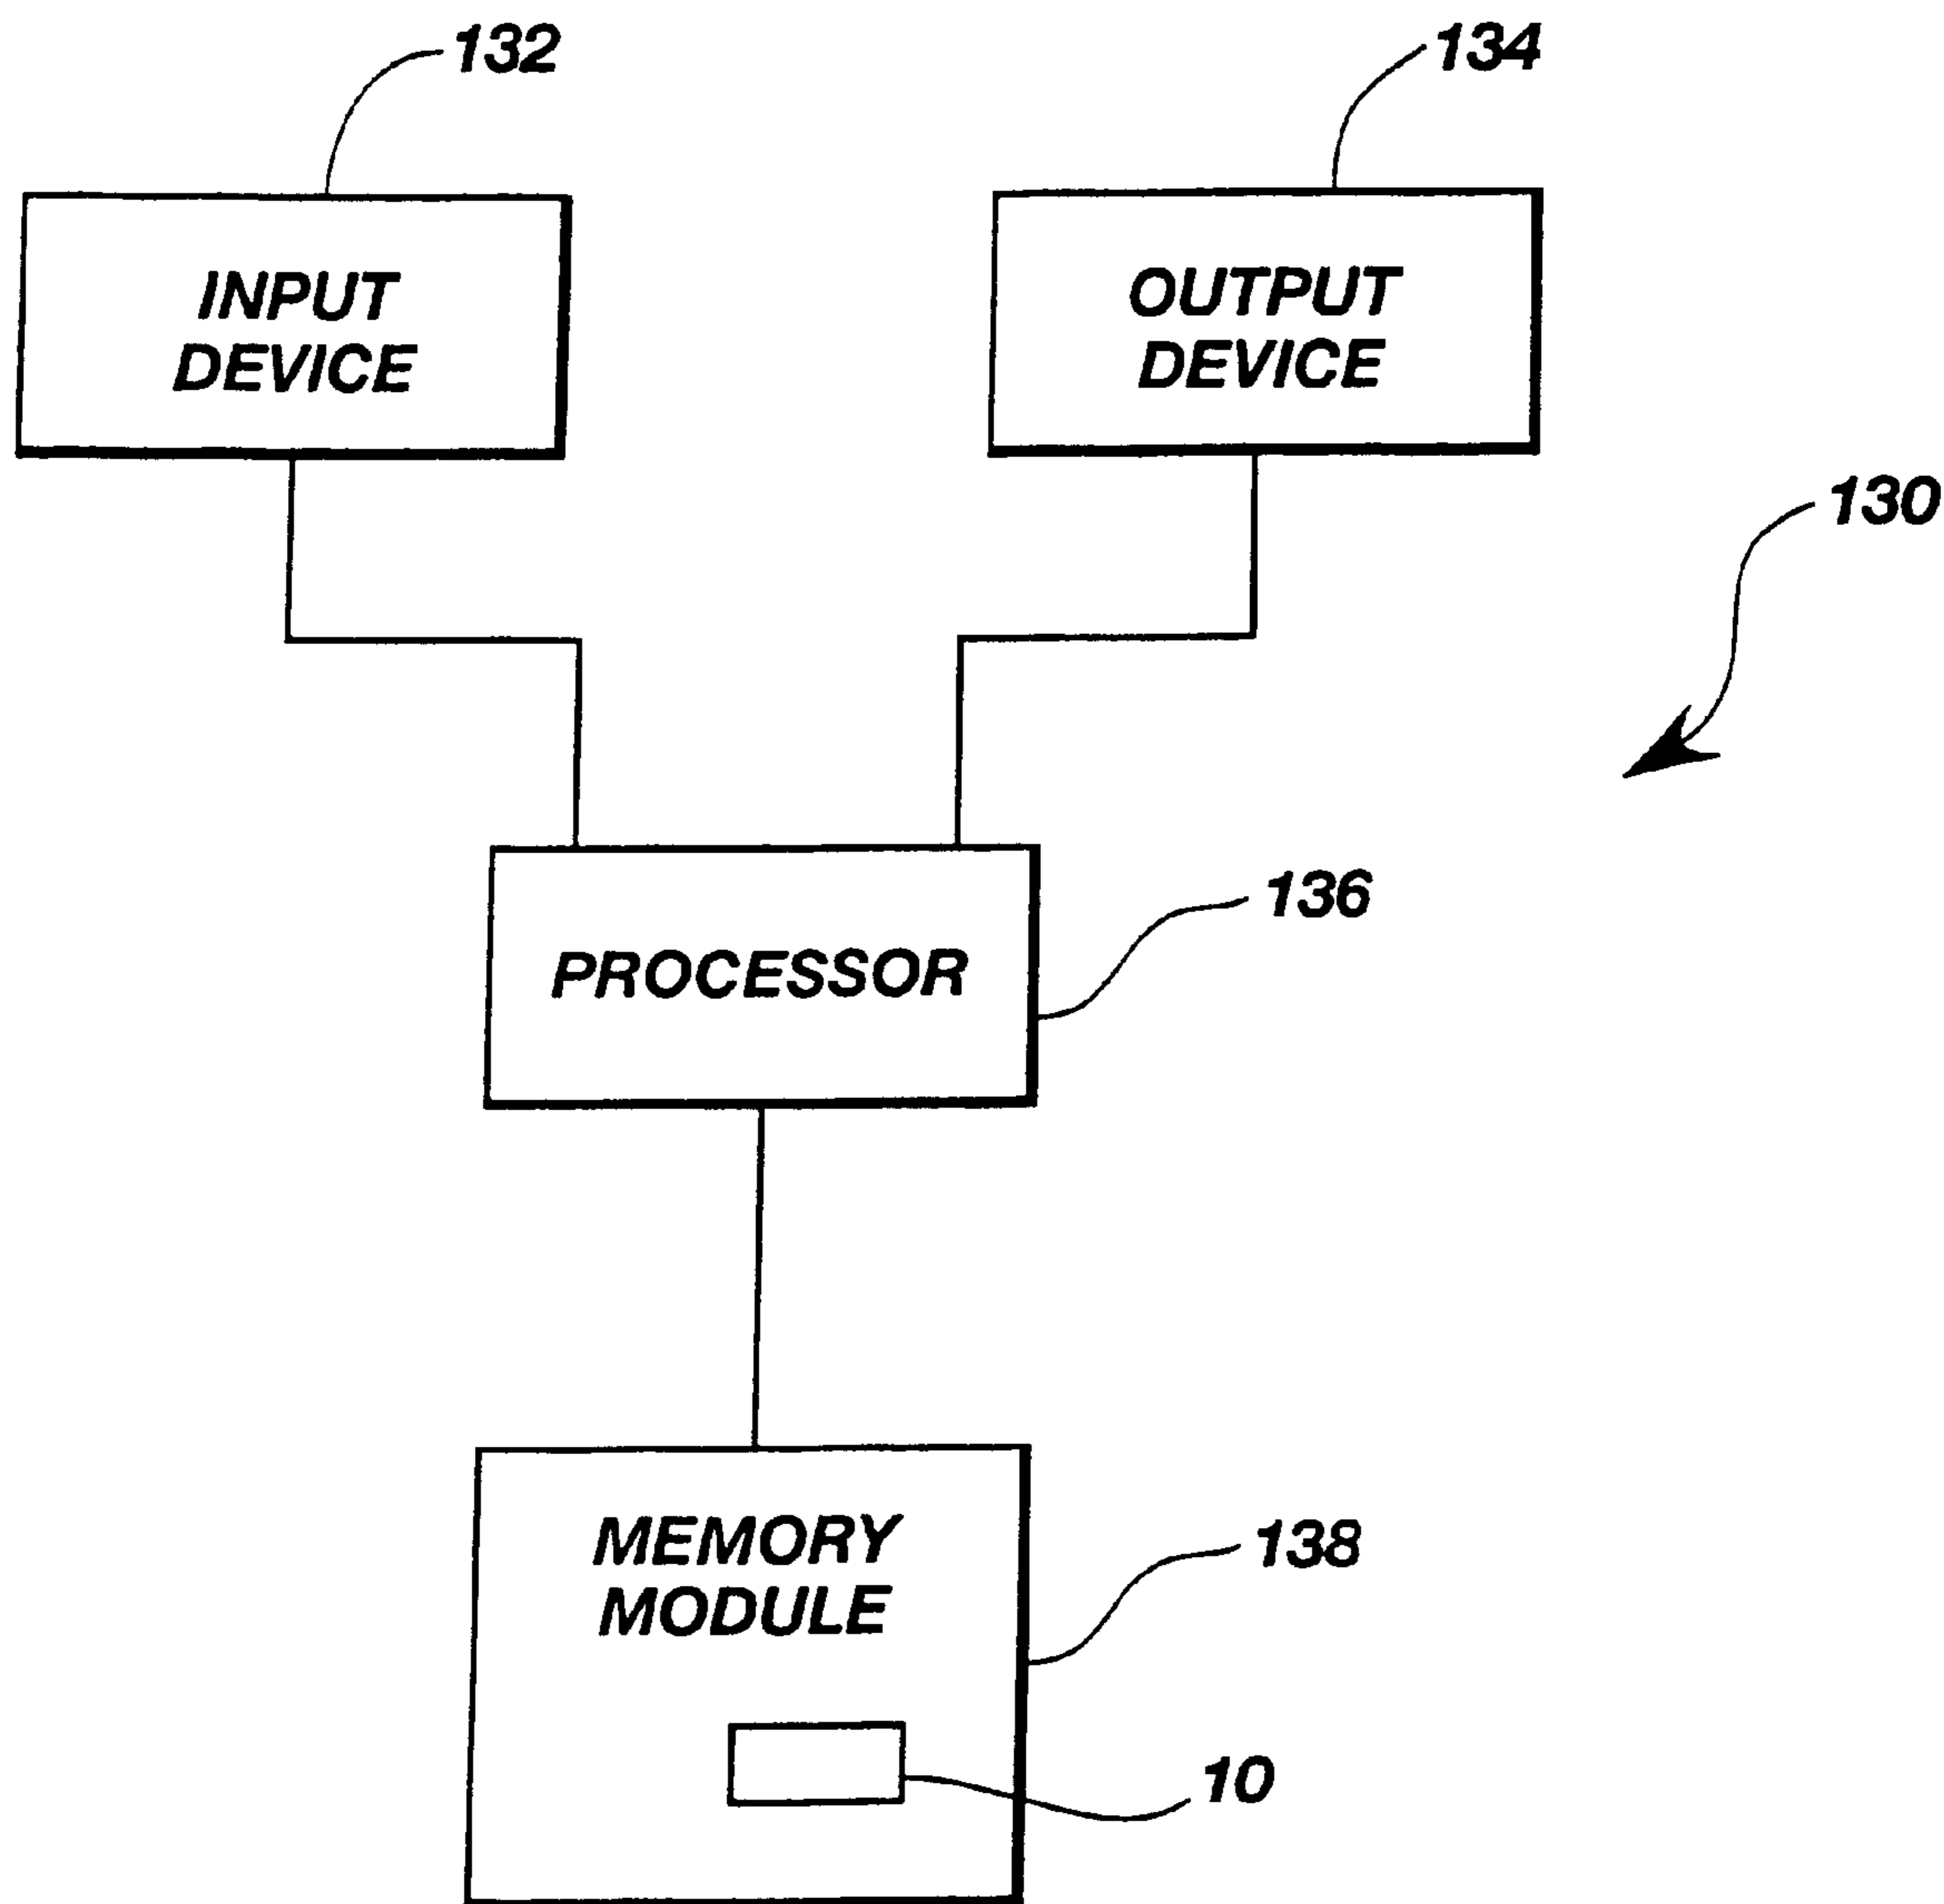 132
134
INPUT
DEVICE
OUTPUT
DEVICE
130
136
PROCESSOR
MEMORY
MODULE
138
10